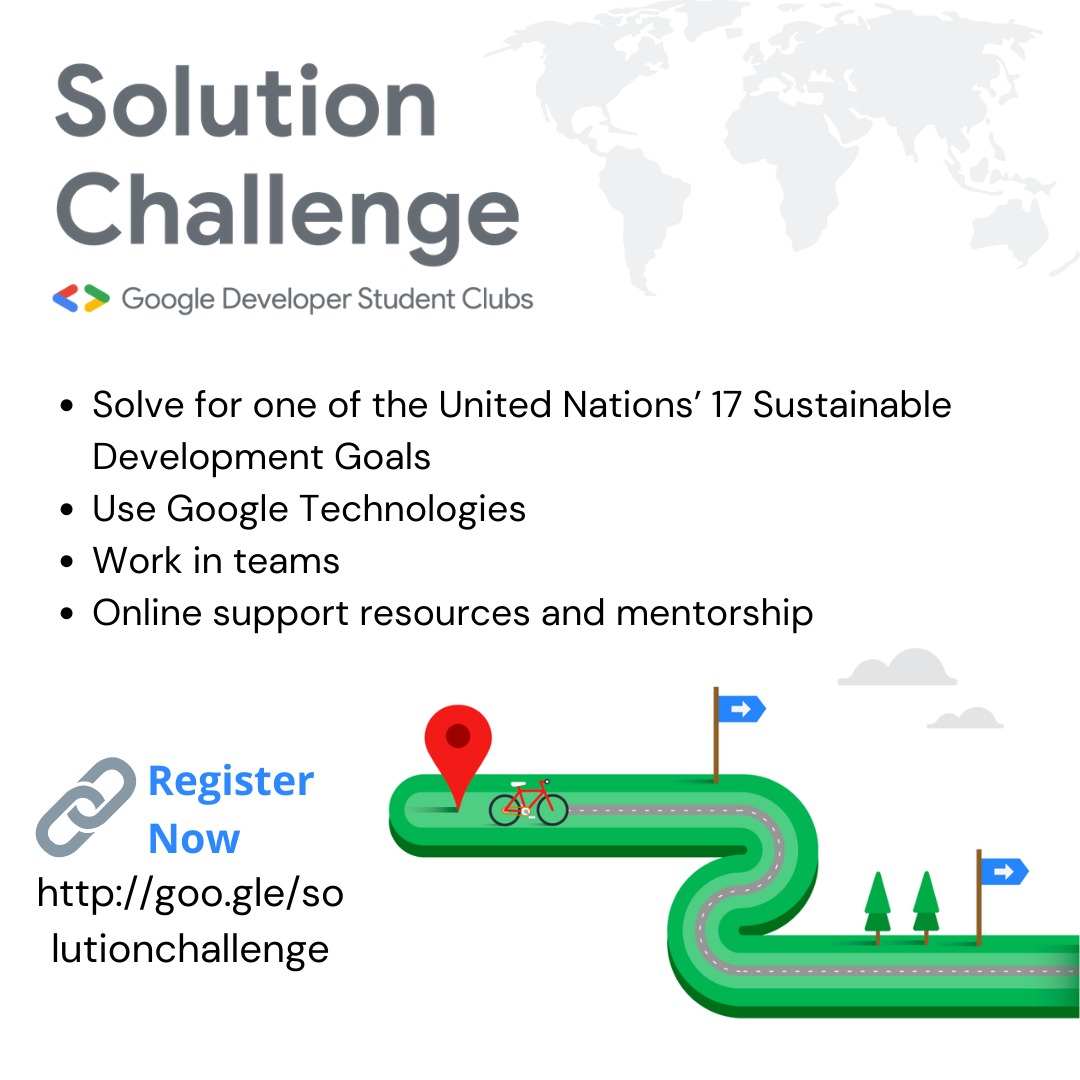 Solution
Challenge
Google Developer Student Clubs
• Solve for one of the United Nations’ 17 Sustainable
Development Goals
• Use Google Technologies
• Work in teams
• Online support resources and mentorship
Register
Now
http://goo.gle/so
lutionchallenge